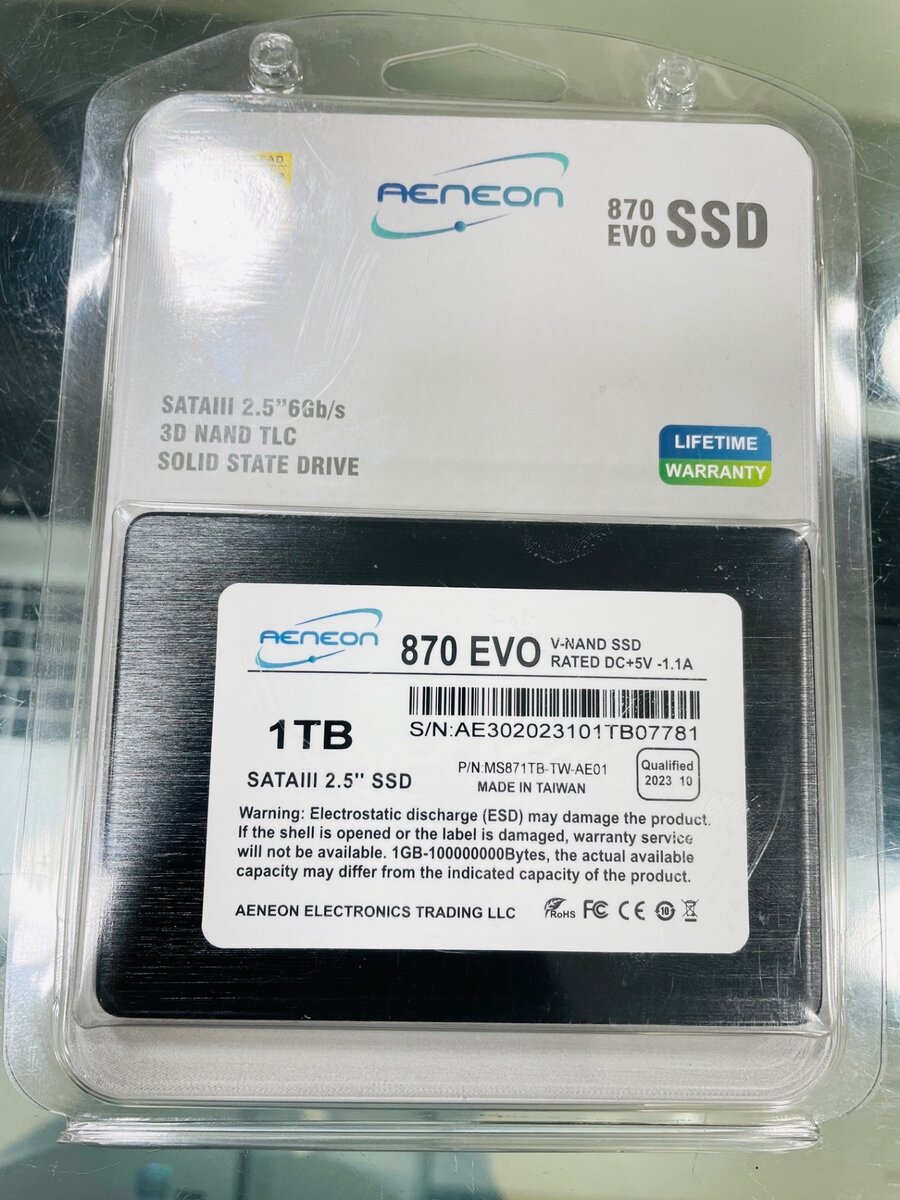 AENEON
870
EVO SSD
SATAIII 2.5”6Gb/s
3D NAND TLC
SOLID STATE DRIVE
LIFETIME
WARRANTY
AENEON
870 EVO
V-NAND SSD
RATED DC+5V -1.1A
1TB
S/N:AE302023101TB07781
SATAIII 2.5'' SSD
P/N:MS871TB-TW-AE01
MADE IN TAIWAN
Qualified
2023 10
Warning: Electrostatic discharge (ESD) may damage the product.
If the shell is opened or the label is damaged, warranty service
will not be available. 1GB-100000000Bytes, the actual available
capacity may differ from the indicated capacity of the product.
AENEON ELECTRONICS TRADING LLC
RoHS FC CE 10